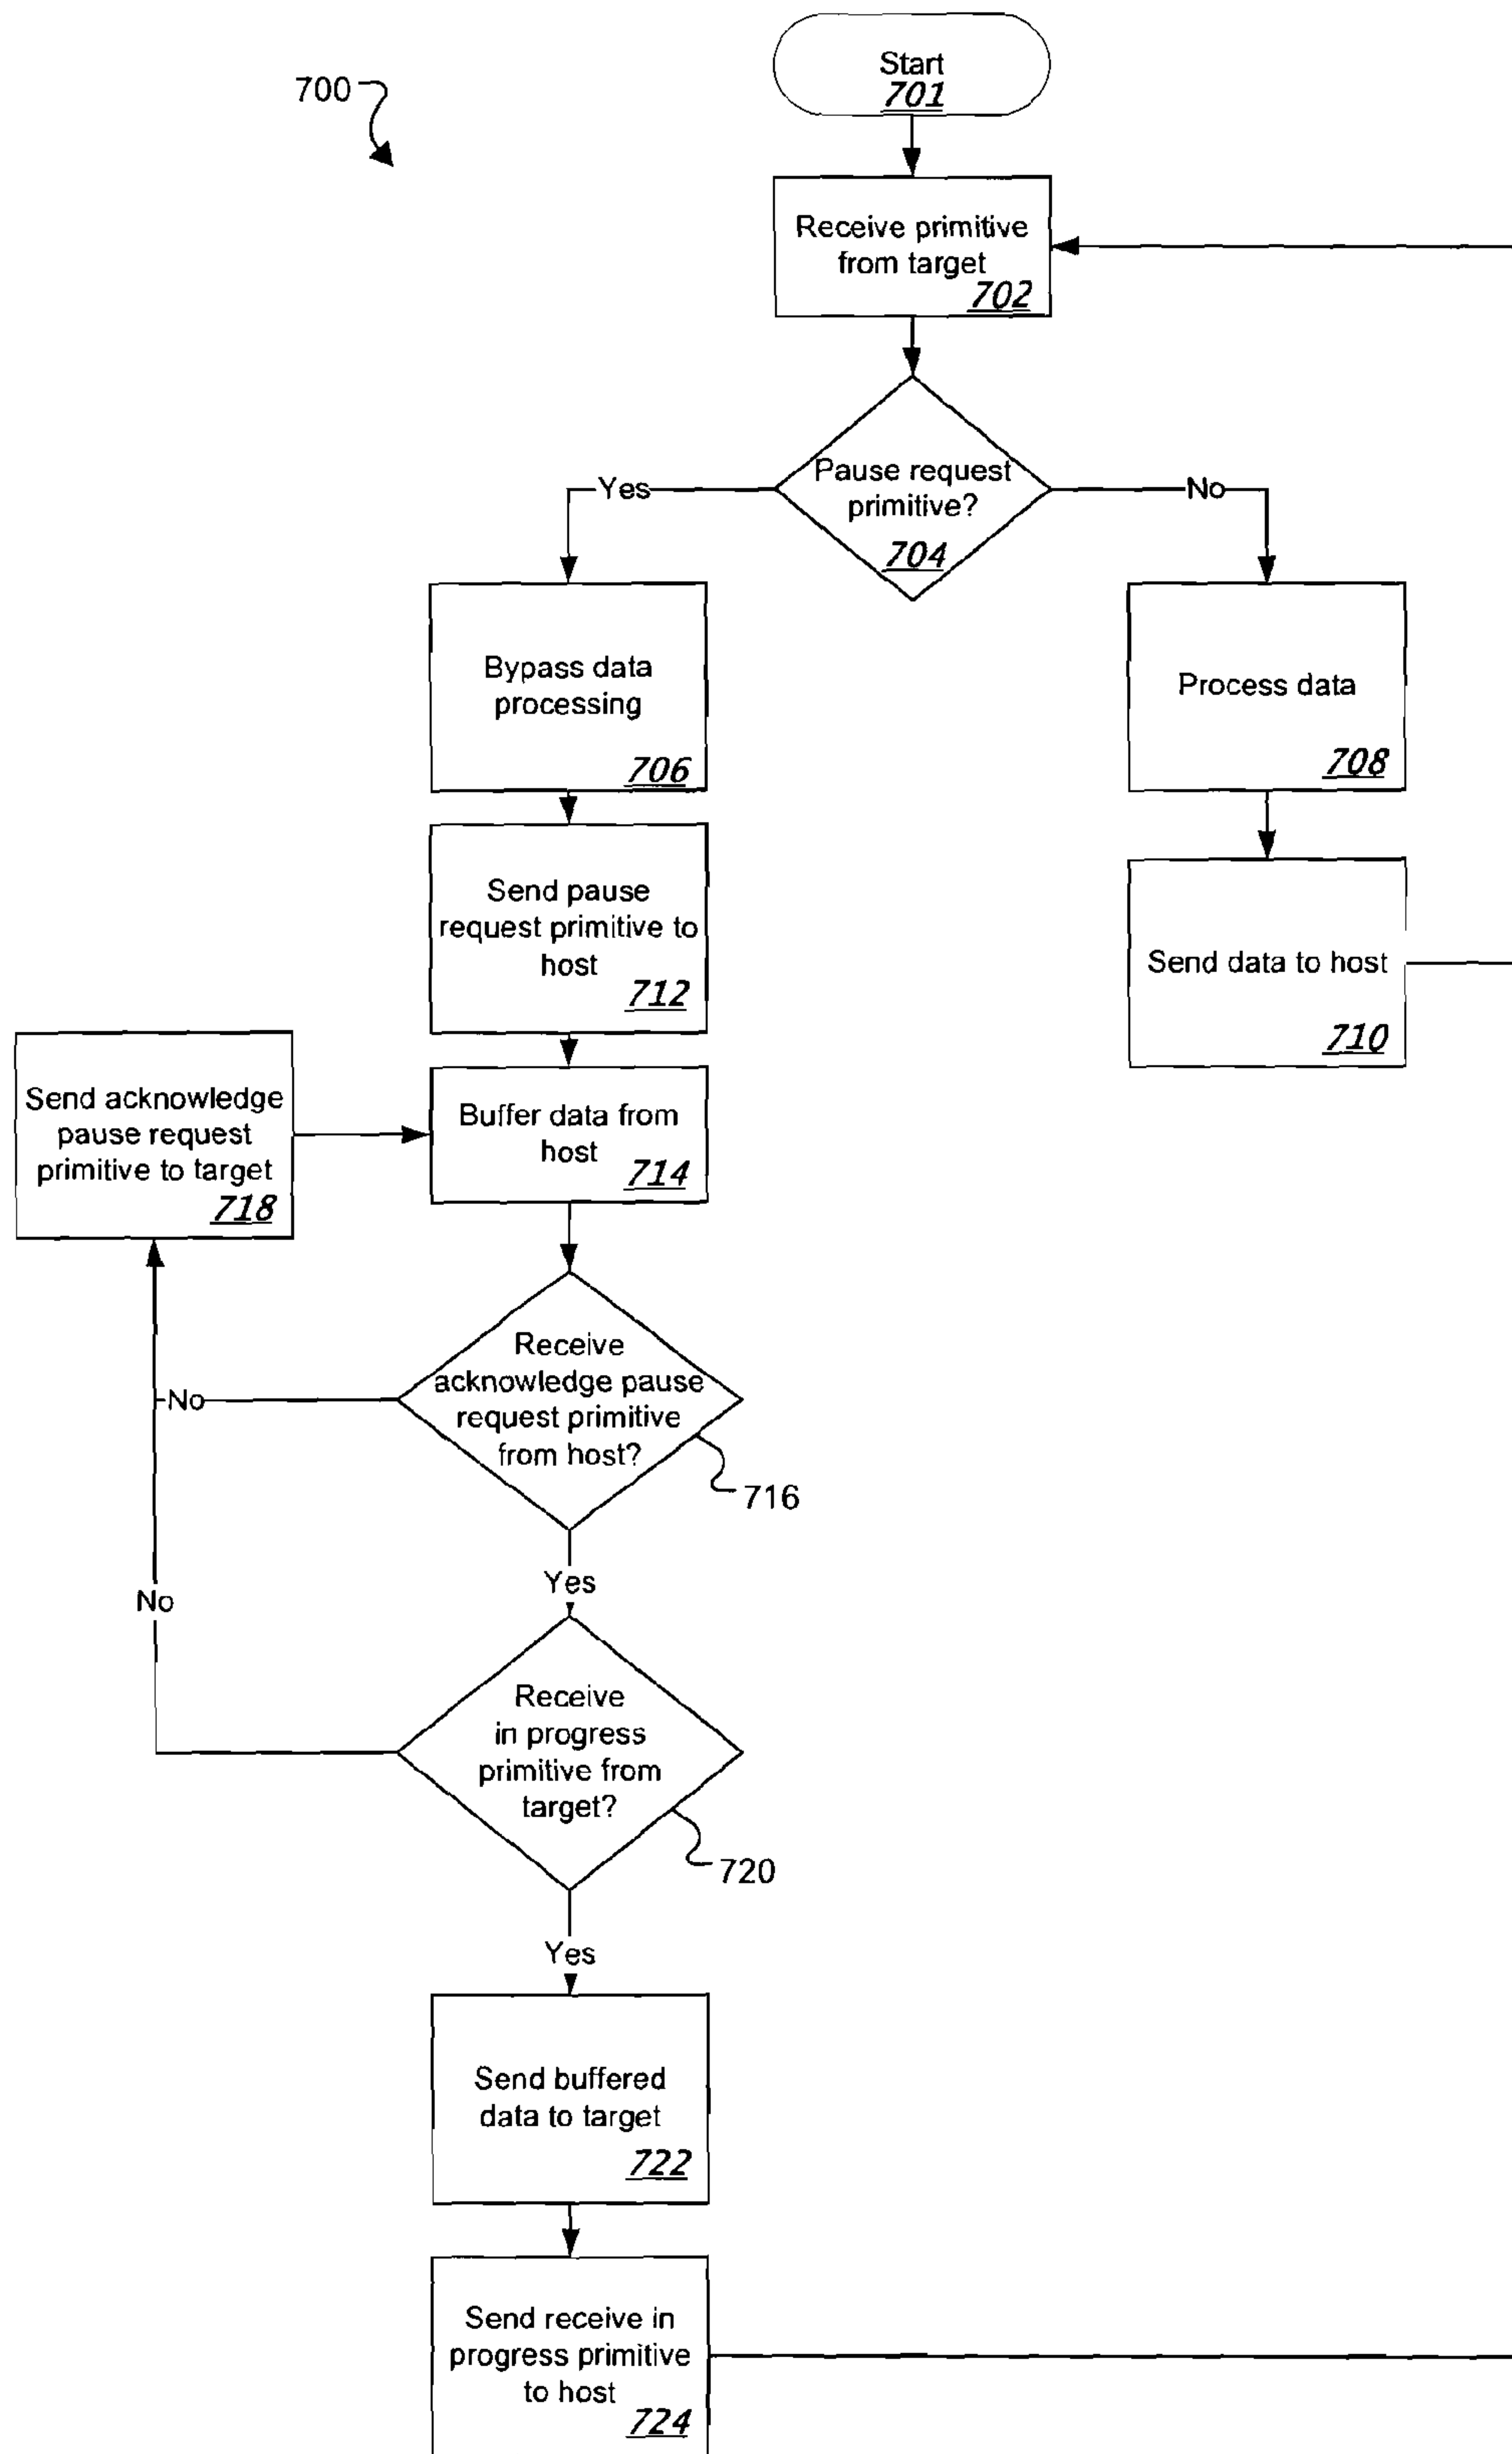 700
Start
701
Receive primitive
from target
702
Pause request
primitive?
704
Yes
No
Bypass data
processing
706
Process data
708
Send pause
request primitive to
host
712
Send data to host
710
Send acknowledge
pause request
primitive to target
718
Buffer data from
host
714
Receive
acknowledge pause
request primitive
from host?
716
No
Yes
No
Receive
in progress
primitive from
target?
720
Yes
Send buffered
data to target
722
Send receive in
progress primitive
to host
724